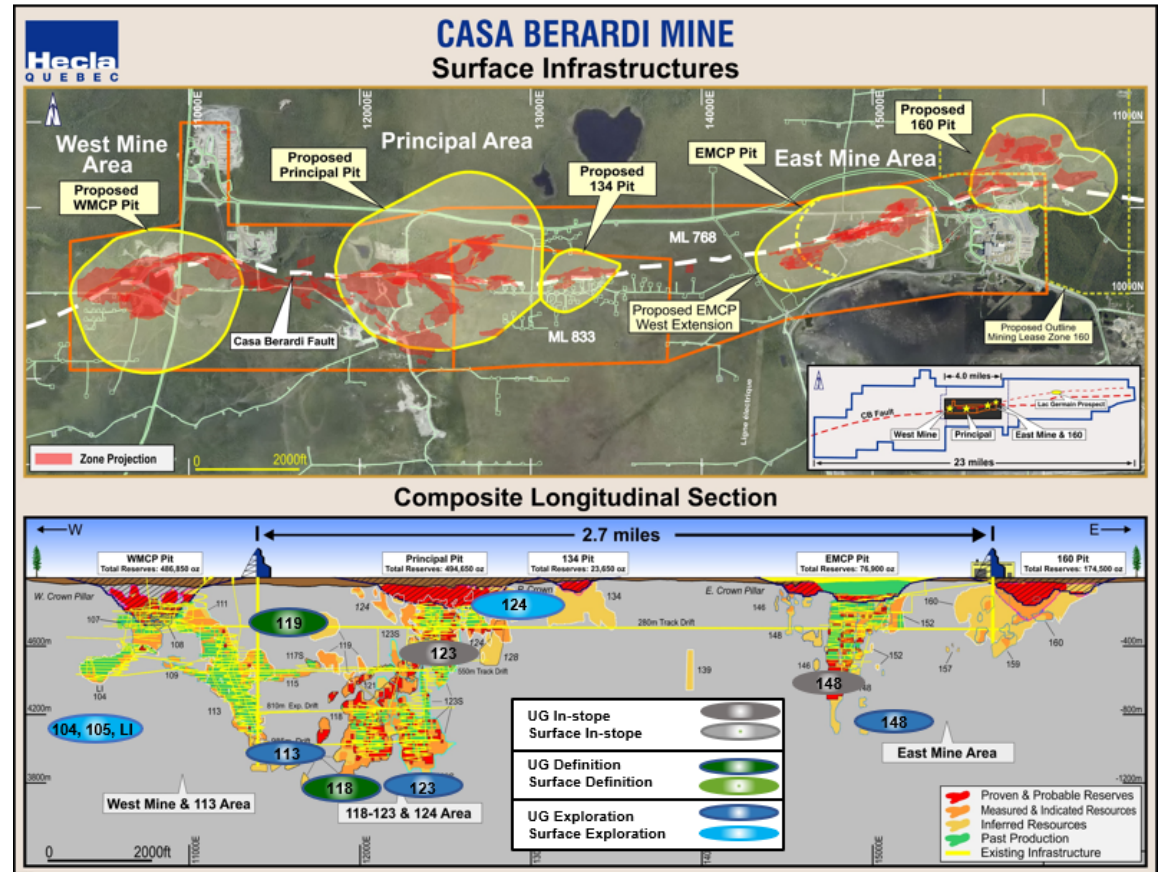 Hecla
QUEBEC
CASA BERARDI MINE
Surface Infrastructures
11000E
12000E
13000E
14000E
15000E
11000N
10000N
West Mine
Area
Proposed
WMCP Pit
Proposed
Principal Pit
Principal Area
Proposed
134 Pit
EMCP Pit
East Mine Area
Proposed
160 Pit
ML 768
ML 833
Casa Berardi Fault
Proposed EMCP
West Extension
Proposed Outline
Mining Lease Zone 160
Ligne électrique
Zone Projection
0 2000ft
4.0 miles
CB Fault
Lac Germain Prospect
West Mine
Principal
East Mine & 160
23 miles
Composite Longitudinal Section
W
E
2.7 miles
WMCP Pit
Total Reserves: 486,850 oz
Principal Pit
Total Reserves: 494,650 oz
134 Pit
Total Reserves: 23,650 oz
EMCP Pit
Total Reserves: 76,900 oz
160 Pit
Total Reserves: 174,500 oz
W. Crown Pillar
E. Crown Pillar
111
107
108
109
LI
104
113
119
117S
119
115
124
123S
121
118
123S
124
124
128
134
123
139
146
148
146
148
148
152
152
160
157
159
160
148
280m Track Drift
550m Track Drift
810m Exp. Drift
4600m
4200m
3800m
-400m
-800m
-1200m
104, 105, LI
113
118
123
West Mine & 113 Area
118-123 & 124 Area
East Mine Area
UG In-stope
Surface In-stope
UG Definition
Surface Definition
UG Exploration
Surface Exploration
Proven & Probable Reserves
Measured & Indicated Resources
Inferred Resources
Past Production
Existing Infrastructure
0 2000ft
11000E
12000E
15000E